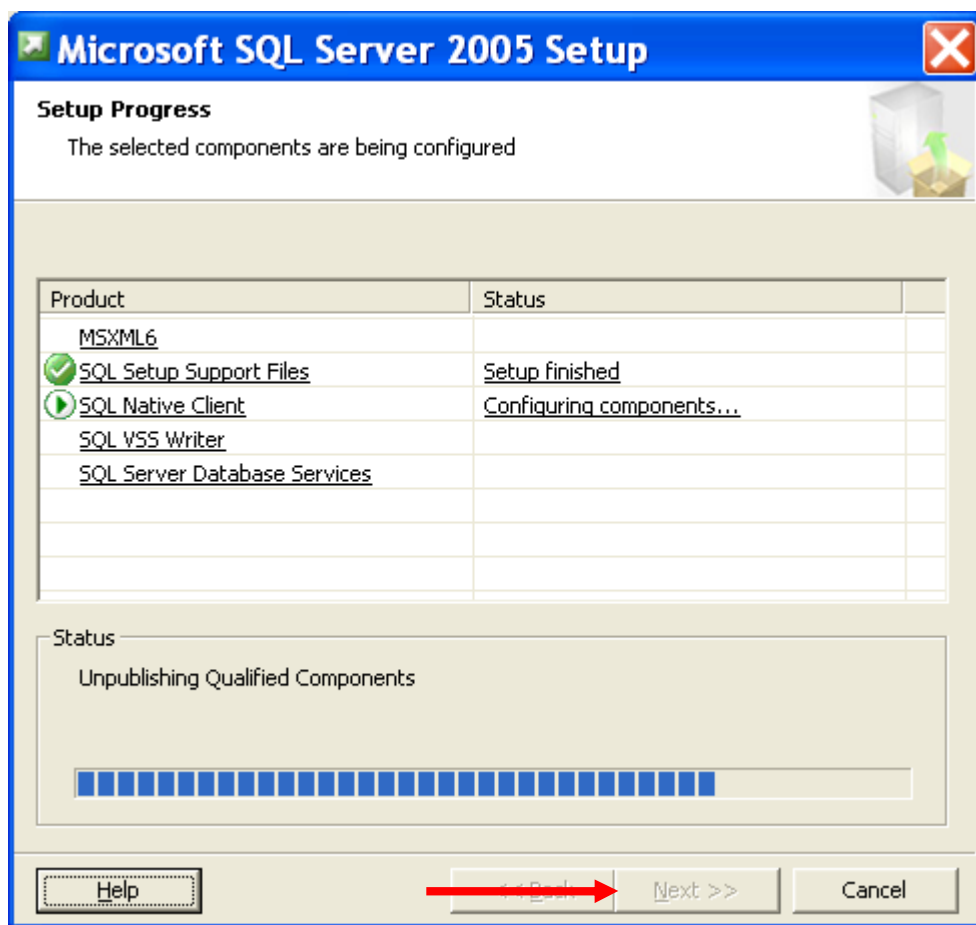 Microsoft SQL Server 2005 Setup
Setup Progress
The selected components are being configured
Product Status
MSXML6
SQL Setup Support Files Setup finished
SQL Native Client Configuring components...
SQL VSS Writer
SQL Server Database Services
Status
Unpublishing Qualified Components
Help << Back Next >> Cancel